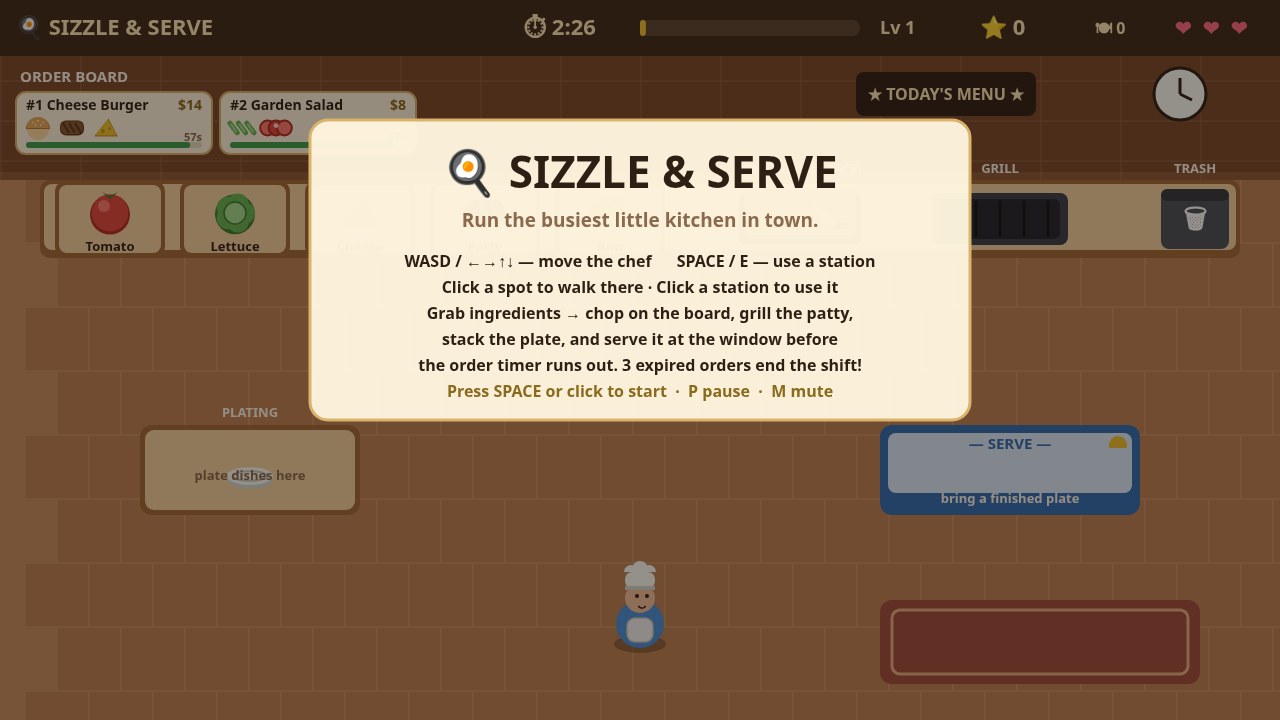 SIZZLE & SERVE
2:26
Lv 1
0
0
ORDER BOARD
#1 Cheese Burger $14
57s
#2 Garden Salad $8
★ TODAY'S MENU ★
GRILL
TRASH
Tomato
Lettuce
SIZZLE & SERVE
Run the busiest little kitchen in town.
WASD / ←→↑↓ — move the chef SPACE / E — use a station
Click a spot to walk there · Click a station to use it
Grab ingredients → chop on the board, grill the patty,
stack the plate, and serve it at the window before
the order timer runs out. 3 expired orders end the shift!
Press SPACE or click to start · P pause · M mute
PLATING
plate dishes here
— SERVE —
bring a finished plate